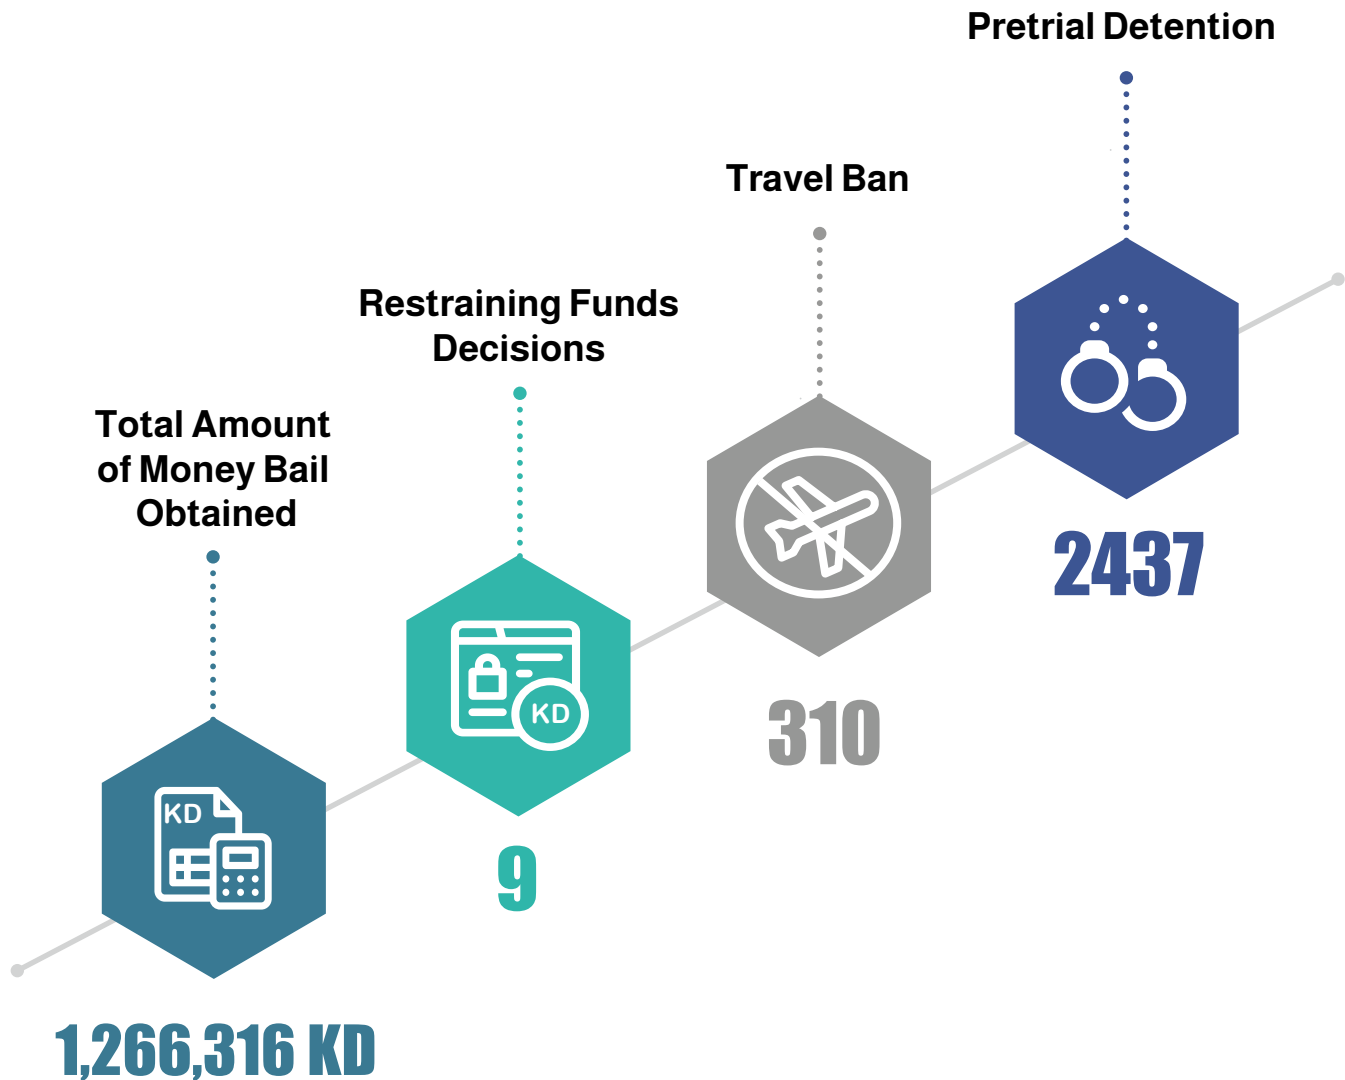 Pretrial Detention
2437
Travel Ban
310
Restraining Funds
Decisions
KD
9
Total Amount
of Money Bail
Obtained
KD
1,266,316 KD